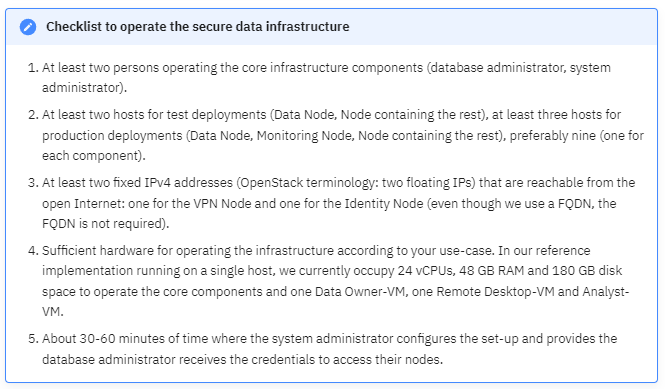 Checklist to operate the secure data infrastructure
1. At least two persons operating the core infrastructure components (database administrator, system
administrator).
2. At least two hosts for test deployments (Data Node, Node containing the rest), at least three hosts for
production deployments (Data Node, Monitoring Node, Node containing the rest), preferably nine (one for
each component).
3. At least two fixed IPv4 addresses (OpenStack terminology: two floating IPs) that are reachable from the
open Internet: one for the VPN Node and one for the Identity Node (even though we use a FQDN, the
FQDN is not required).
4. Sufficient hardware for operating the infrastructure according to your use-case. In our reference
implementation running on a single host, we currently occupy 24 vCPUs, 48 GB RAM and 180 GB disk
space to operate the core components and one Data Owner-VM, one Remote Desktop-VM and Analyst-
VM.
5. About 30-60 minutes of time where the system administrator configures the set-up and provides the
database administrator receives the credentials to access their nodes.